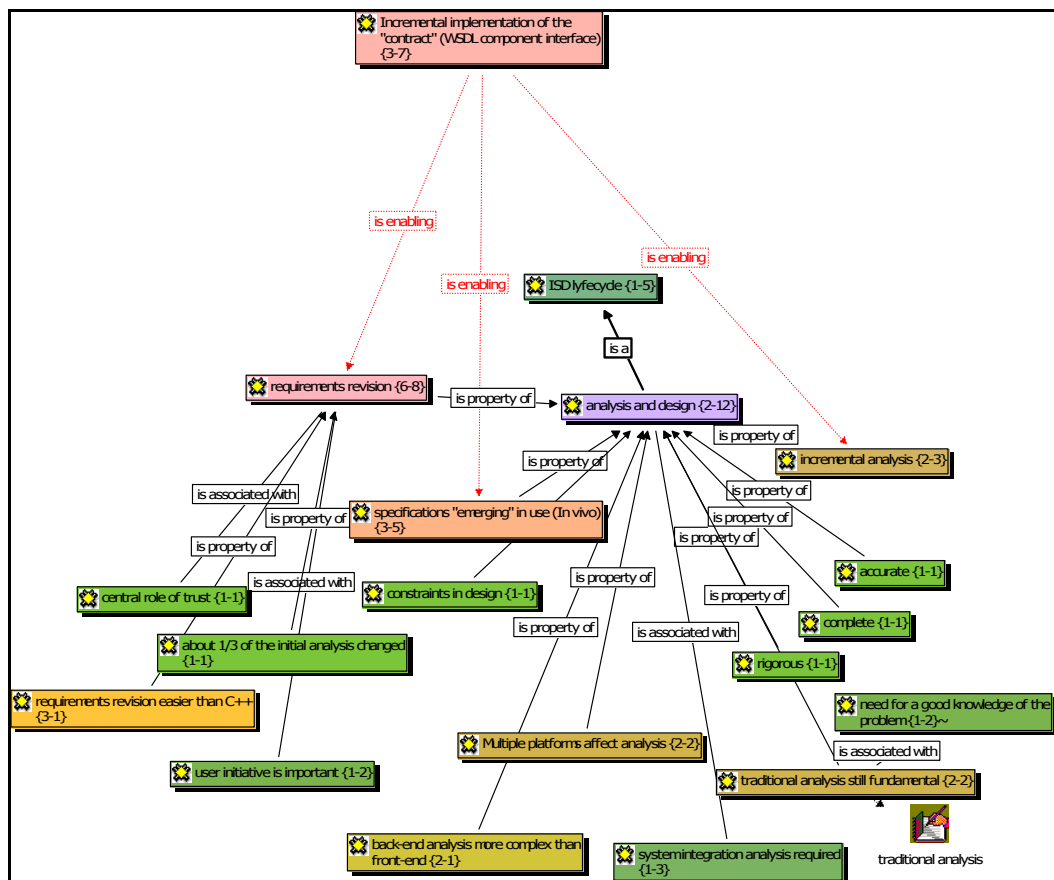 Incremental implementation of the
"contract" (WSDL component interface)
{3-7}
is enabling
is enabling
is enabling
ISD lyfecycle {1-5}
is a
requirements revision {6-8}
is property of
analysis and design {2-12}
is property of
incremental analysis {2-3}
is property of
is property of
is associated with
specifications "emerging" in use (In vivo)
{3-5}
is property of
is property of
is property of
is property of
accurate {1-1}
is property of
is associated with
is property of
central role of trust {1-1}
constraints in design {1-1}
is property of
complete {1-1}
is property of
is associated with
about 1/3 of the initial analysis changed
{1-1}
rigorous {1-1}
requirements revision easier than C++
{3-1}
need for a good knowledge of the
problem {1-2}~
Multiple platforms affect analysis {2-2}
is associated with
user initiative is important {1-2}
traditional analysis still fundamental {2-2}
back-end analysis more complex than
front-end {2-1}
system integration analysis required
{1-3}
traditional analysis